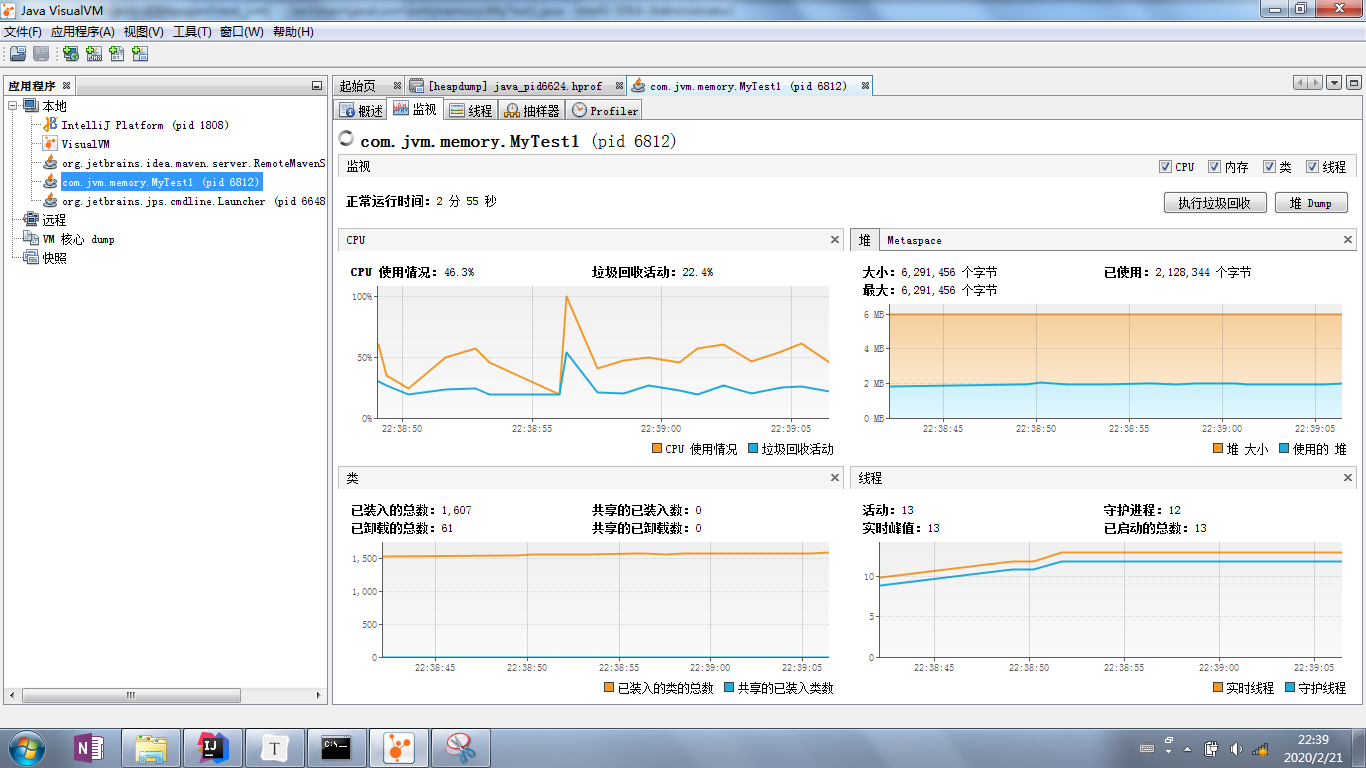 Java VisualVM
文件(F) 应用程序(A) 视图(V) 工具(T) 窗口(W) 帮助(H)
应用程序
本地
IntelliJ Platform (pid 1808)
VisualVM
org.jetbrains.idea.maven.server.RemoteMavenS
com.jvm.memory.MyTest1 (pid 6812)
org.jetbrains.jps.cmdline.Launcher (pid 6648
远程
VM 核心 dump
快照
起始页 [heapdump] java_pid6624.hprof com.jvm.memory.MyTest1 (pid 6812)
概述 监视 线程 抽样器 Profiler
com.jvm.memory.MyTest1 (pid 6812)
监视 CPU 内存 类 线程
正常运行时间: 2 分 55 秒 执行垃圾回收 堆 Dump
CPU
CPU 使用情况: 46.3% 垃圾回收活动: 22.4%
100%
50%
0%
22:38:50 22:38:55 22:39:00 22:39:05
CPU 使用情况 垃圾回收活动
堆 Metaspace
大小: 6,291,456 个字节 已使用: 2,128,344 个字节
最大: 6,291,456 个字节
6 MB
4 MB
2 MB
0 MB
22:38:45 22:38:50 22:38:55 22:39:00 22:39:05
堆 大小 使用的 堆
类
已装入的总数: 1,607 共享的已装入数: 0
已卸载的总数: 61 共享的已卸载数: 0
1,500
1,000
500
0
22:38:45 22:38:50 22:38:55 22:39:00 22:39:05
已装入的类的总数 共享的已装入类数
线程
活动: 13 守护进程: 12
实时峰值: 13 已启动的总数: 13
10
5
0
22:38:45 22:38:50 22:38:55 22:39:00 22:39:05
实时线程 守护线程
22:39
2020/2/21